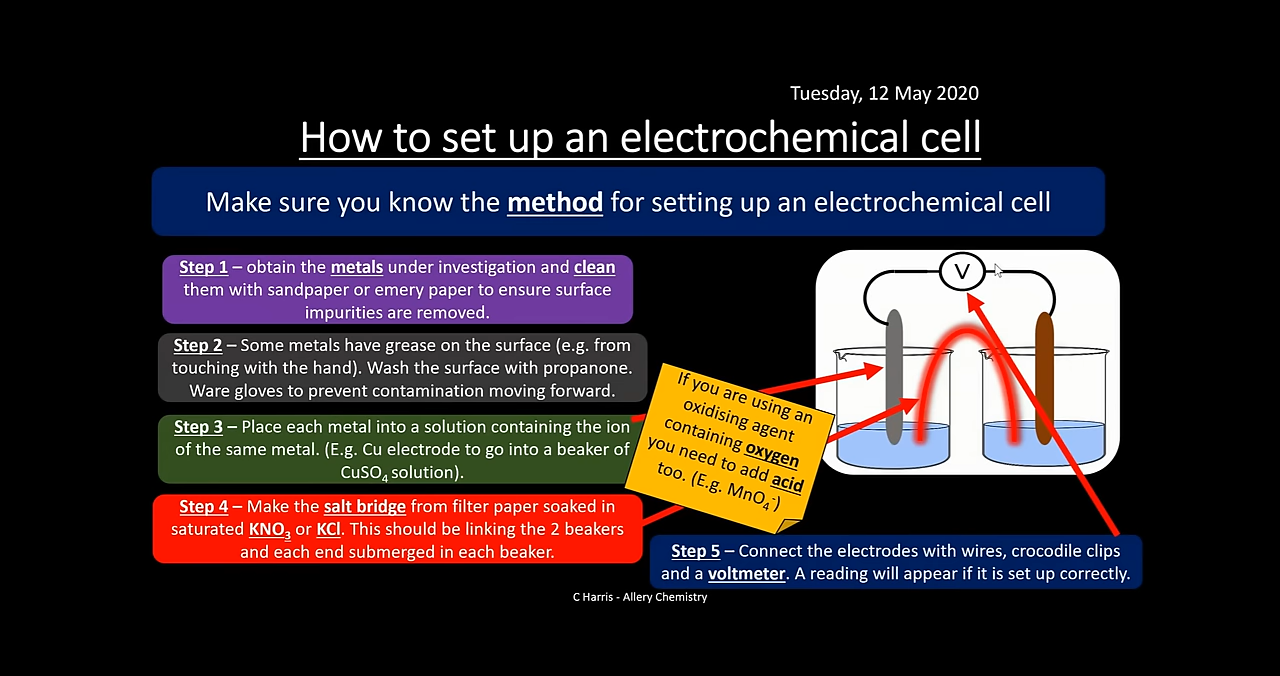 Tuesday, 12 May 2020
How to set up an electrochemical cell
Make sure you know the method for setting up an electrochemical cell
Step 1 – obtain the metals under investigation and clean
them with sandpaper or emery paper to ensure surface
impurities are removed.
Step 2 – Some metals have grease on the surface (e.g. from
touching with the hand). Wash the surface with propanone.
Ware gloves to prevent contamination moving forward.
Step 3 – Place each metal into a solution containing the ion
of the same metal. (E.g. Cu electrode to go into a beaker of
CuSO₄ solution).
Step 4 – Make the salt bridge from filter paper soaked in
saturated KNO₃ or KCl. This should be linking the 2 beakers
and each end submerged in each beaker.
If you are using an
oxidising agent
containing oxygen
you need to add acid
too. (E.g. MnO₄⁻)
V
Step 5 – Connect the electrodes with wires, crocodile clips
and a voltmeter. A reading will appear if it is set up correctly.
C Harris - Allery Chemistry